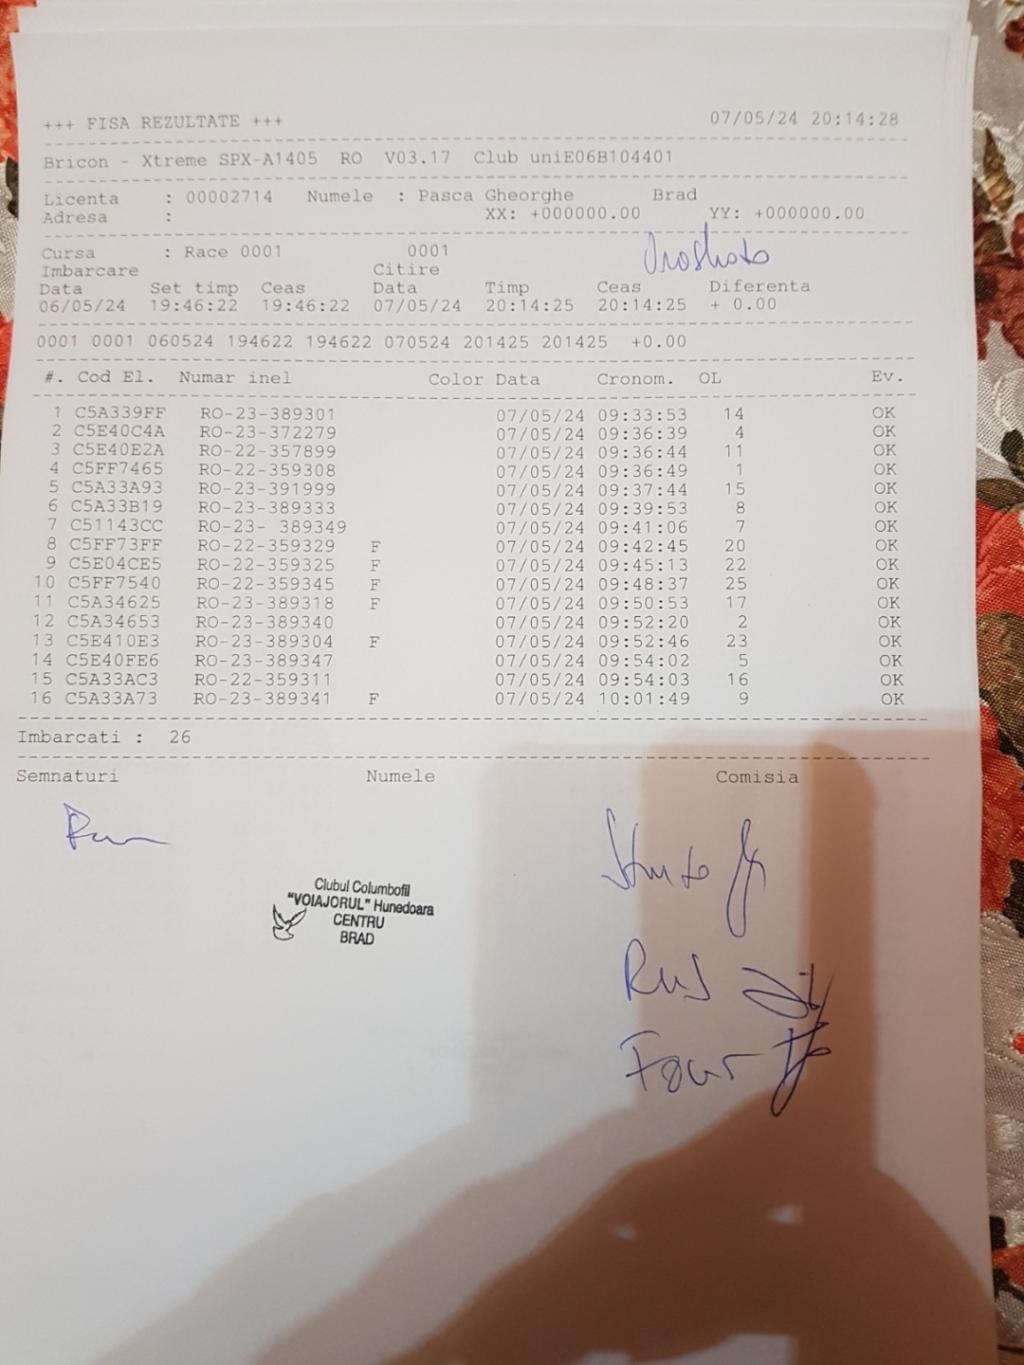 +++ FISA REZULTATE +++ 07/05/24 20:14:28
Bricon - Xtreme SPX-A1405 RO V03.17 Club uniE06B104401
Licenta : 00002714 Numele : Pasca Gheorghe Brad
Adresa : XX: +000000.00 YY: +000000.00
Cursa : Race 0001 0001
Imbarcare Citire
Data Set timp Ceas Data Timp Ceas Diferenta
06/05/24 19:46:22 19:46:22 07/05/24 20:14:25 20:14:25 + 0.00
0001 0001 060524 194622 194622 070524 201425 201425 +0.00
#. Cod El. Numar inel Color Data Cronom. OL Ev.
1 C5A339FF RO-23-389301 07/05/24 09:33:53 14 OK
2 C5E40C4A RO-23-372279 07/05/24 09:36:39 4 OK
3 C5E40E2A RO-22-357899 07/05/24 09:36:44 11 OK
4 C5FF7465 RO-22-359308 07/05/24 09:36:49 1 OK
5 C5A33A93 RO-23-391999 07/05/24 09:37:44 15 OK
6 C5A33B19 RO-23-389333 07/05/24 09:39:53 8 OK
7 C51143CC RO-23- 389349 07/05/24 09:41:06 7 OK
8 C5FF73FF RO-22-359329 F 07/05/24 09:42:45 20 OK
9 C5E04CE5 RO-22-359325 F 07/05/24 09:45:13 22 OK
10 C5FF7540 RO-22-359345 F 07/05/24 09:48:37 25 OK
11 C5A34625 RO-23-389318 F 07/05/24 09:50:53 17 OK
12 C5A34653 RO-23-389340 07/05/24 09:52:20 2 OK
13 C5E410E3 RO-23-389304 F 07/05/24 09:52:46 23 OK
14 C5E40FE6 RO-23-389347 07/05/24 09:54:02 5 OK
15 C5A33AC3 RO-22-359311 07/05/24 09:54:03 16 OK
16 C5A33A73 RO-23-389341 F 07/05/24 10:01:49 9 OK
Imbarcati : 26
Semnaturi Numele Comisia
Clubul Columbofil
"VOIAJORUL" Hunedoara
CENTRU
BRAD
Rus